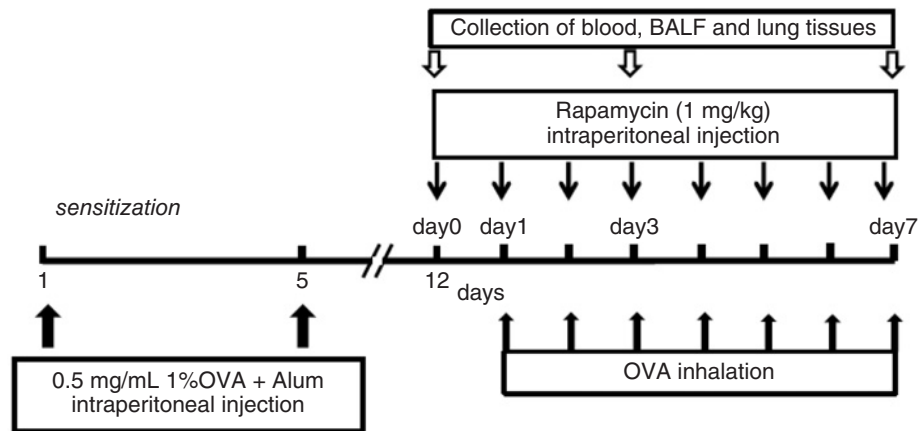 Collection of blood, BALF and lung tissues
Rapamycin (1 mg/kg)
intraperitoneal injection
sensitization
day0 day1 day3 day7
1 5 12 days
0.5 mg/mL 1%OVA + Alum
intraperitoneal injection
OVA inhalation